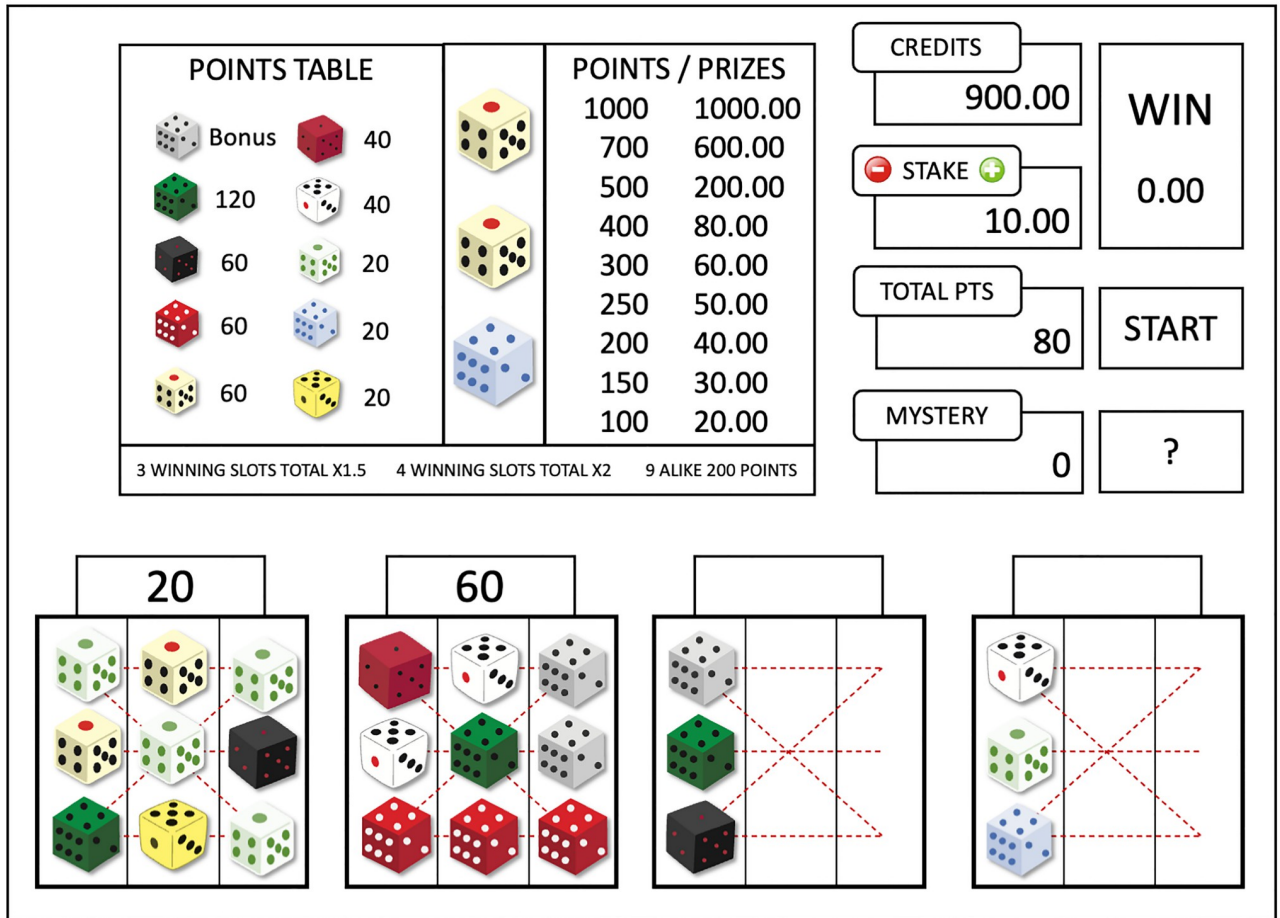 POINTS TABLE
Bonus 40
120 40
60 20
60 20
60 20
POINTS / PRIZES
1000 1000.00
700 600.00
500 200.00
400 80.00
300 60.00
250 50.00
200 40.00
150 30.00
100 20.00
3 WINNING SLOTS TOTAL X1.5 4 WINNING SLOTS TOTAL X2 9 ALIKE 200 POINTS
CREDITS
900.00
STAKE
10.00
TOTAL PTS
80
MYSTERY
0
WIN
0.00
START
?
20
60